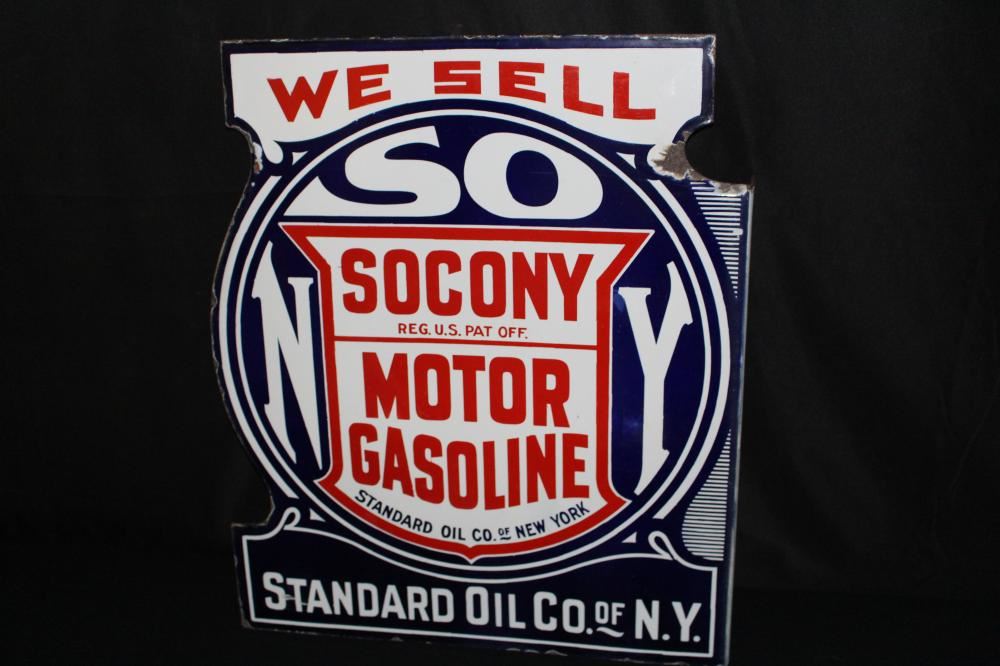 WE SELL
SO
N Y
SOCONY
REG. U.S. PAT OFF.
MOTOR
GASOLINE
STANDARD OIL CO. OF NEW YORK
STANDARD OIL CO. OF N.Y.